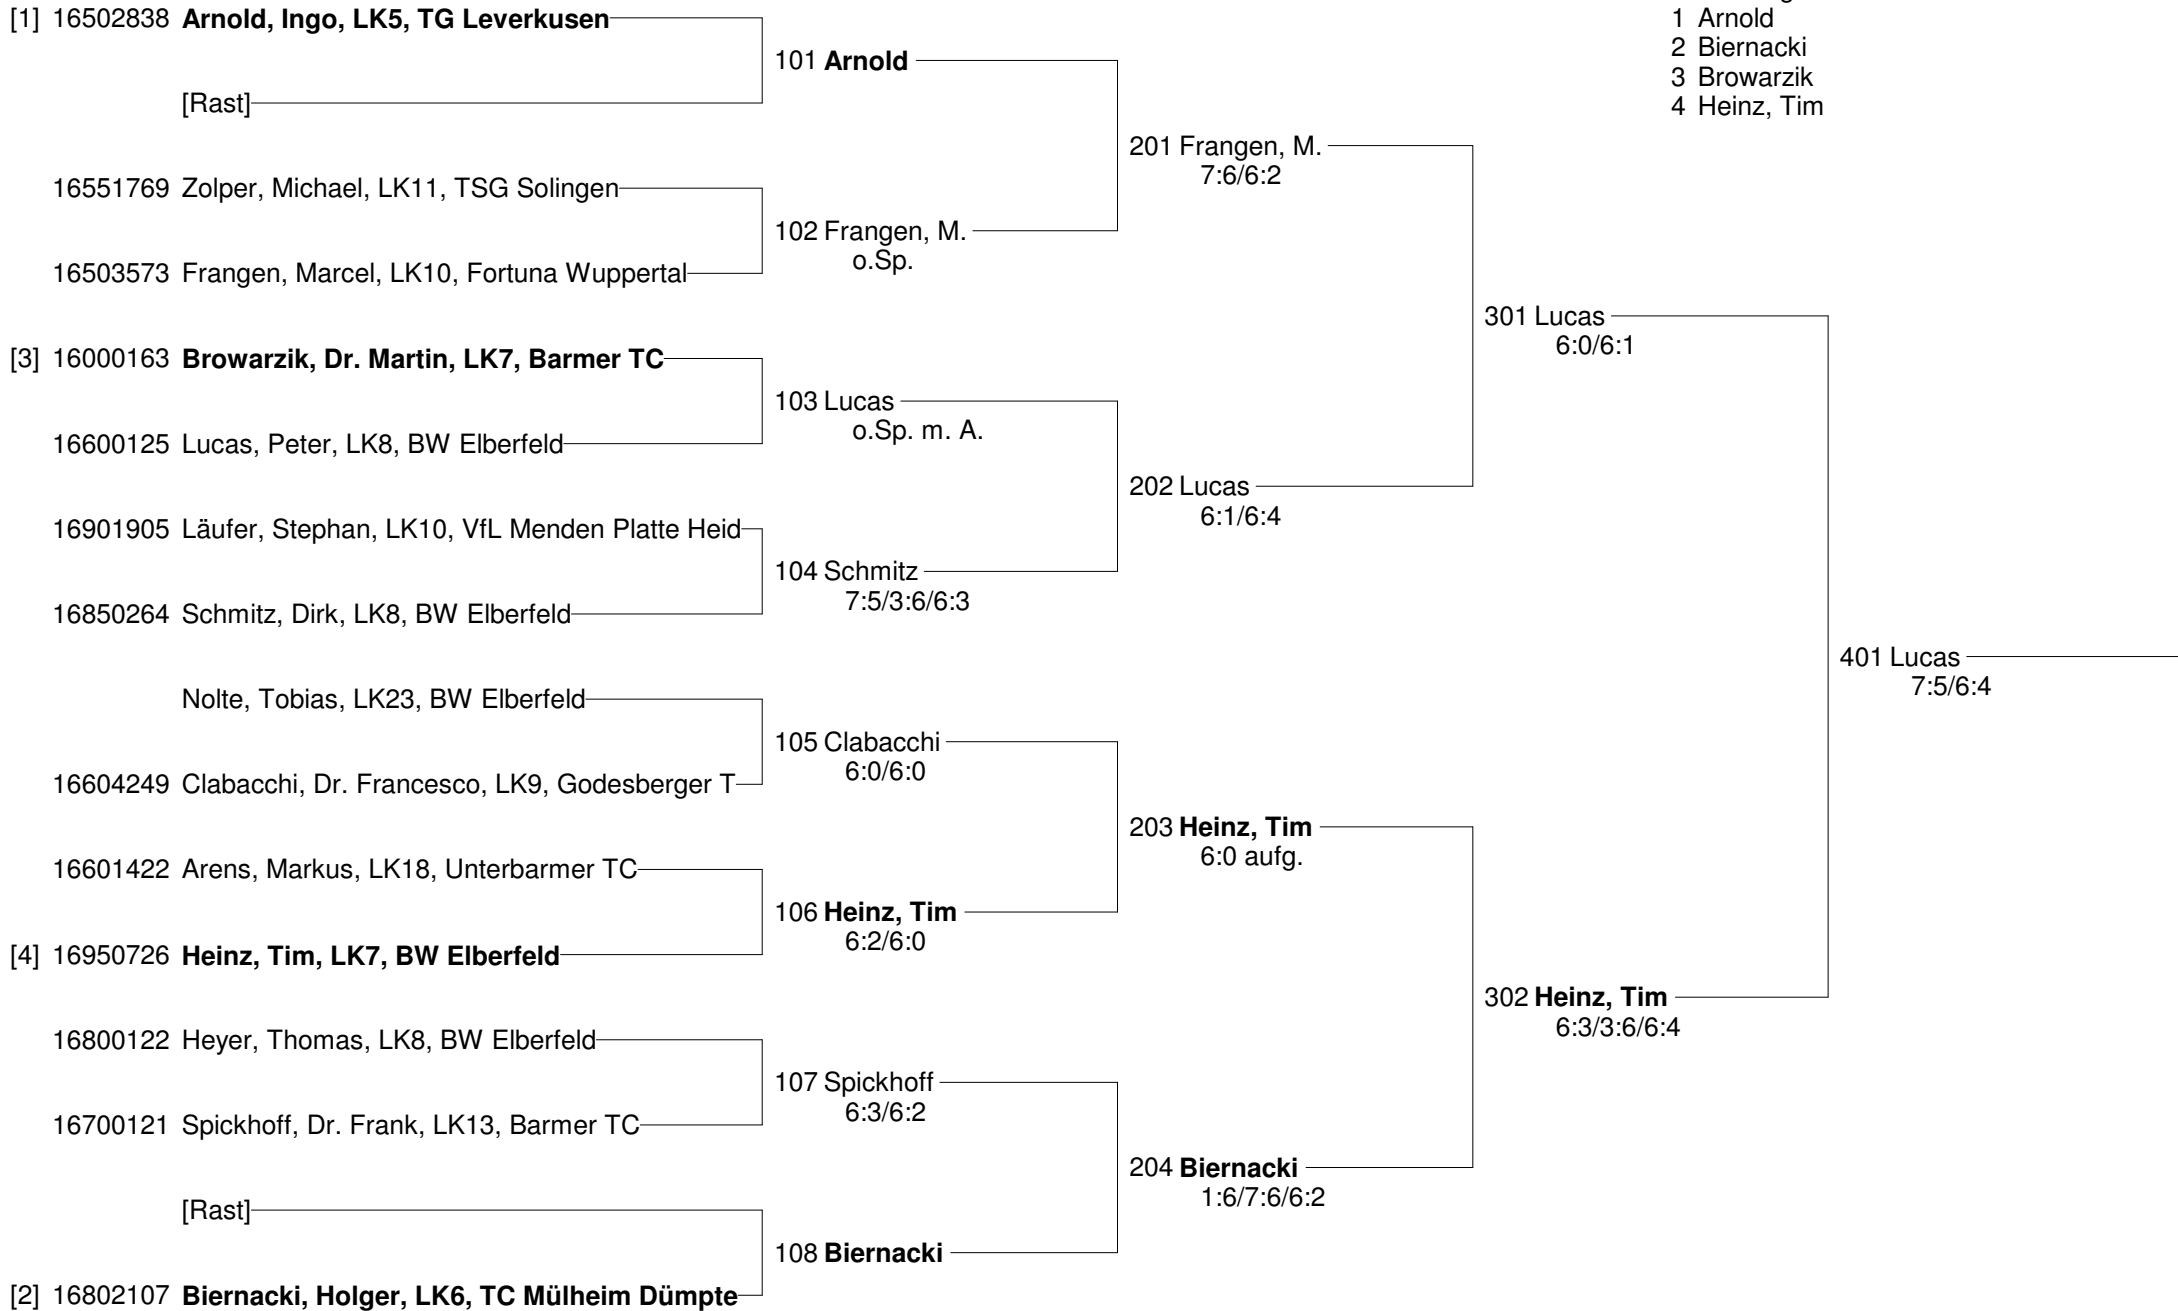 [1] 16502838 Arnold, Ingo, LK5, TG Leverkusen
[Rast]
16551769 Zolper, Michael, LK11, TSG Solingen
16503573 Frangen, Marcel, LK10, Fortuna Wuppertal
[3] 16000163 Browarzik, Dr. Martin, LK7, Barmer TC
16600125 Lucas, Peter, LK8, BW Elberfeld
16901905 Läufer, Stephan, LK10, VfL Menden Platte Heid
16850264 Schmitz, Dirk, LK8, BW Elberfeld
Nolte, Tobias, LK23, BW Elberfeld
16604249 Clabacchi, Dr. Francesco, LK9, Godesberger T
16601422 Arens, Markus, LK18, Unterbarmer TC
[4] 16950726 Heinz, Tim, LK7, BW Elberfeld
16800122 Heyer, Thomas, LK8, BW Elberfeld
16700121 Spickhoff, Dr. Frank, LK13, Barmer TC
[Rast]
[2] 16802107 Biernacki, Holger, LK6, TC Mülheim Dümpte
101 Arnold
102 Frangen, M.
o.Sp.
103 Lucas
o.Sp. m. A.
104 Schmitz
7:5/3:6/6:3
105 Clabacchi
6:0/6:0
106 Heinz, Tim
6:2/6:0
107 Spickhoff
6:3/6:2
108 Biernacki
201 Frangen, M.
7:6/6:2
202 Lucas
6:1/6:4
203 Heinz, Tim
6:0 aufg.
204 Biernacki
1:6/7:6/6:2
301 Lucas
6:0/6:1
302 Heinz, Tim
6:3/3:6/6:4
401 Lucas
7:5/6:4
1 Arnold
2 Biernacki
3 Browarzik
4 Heinz, Tim